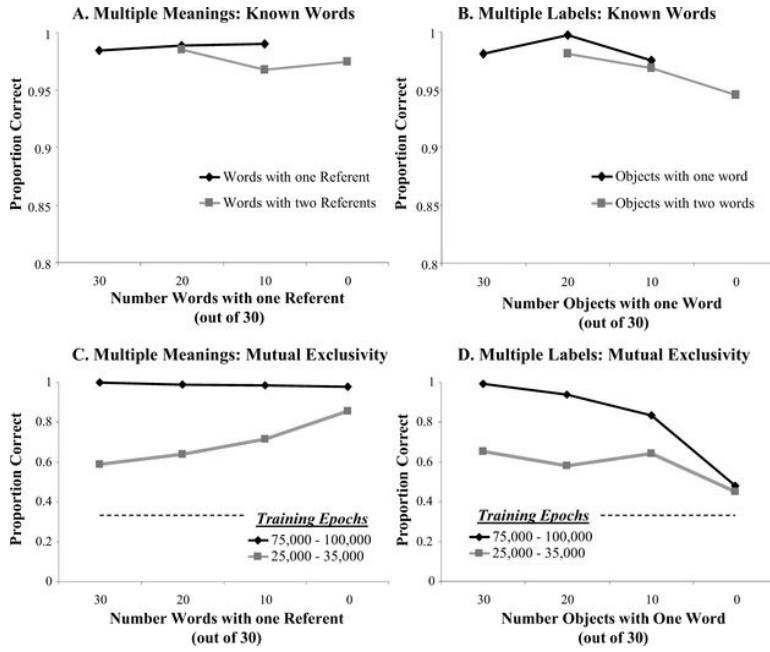 A. Multiple Meanings: Known Words
1
0.95
0.9
0.85
0.8
Proportion Correct
Words with one Referent
Words with two Referents
30 20 10 0
Number Words with one Referent
(out of 30)
B. Multiple Labels: Known Words
1
0.95
0.9
0.85
0.8
Proportion Correct
Objects with one word
Objects with two words
30 20 10 0
Number Objects with one Word
(out of 30)
C. Multiple Meanings: Mutual Exclusivity
1
0.8
0.6
0.4
0.2
0
Proportion Correct
Training Epochs
75,000 - 100,000
25,000 - 35,000
30 20 10 0
Number Words with one Referent
(out of 30)
D. Multiple Labels: Mutual Exclusivity
1
0.8
0.6
0.4
0.2
0
Proportion Correct
Training Epochs
75,000 - 100,000
25,000 - 35,000
30 20 10 0
Number Objects with One Word
(out of 30)